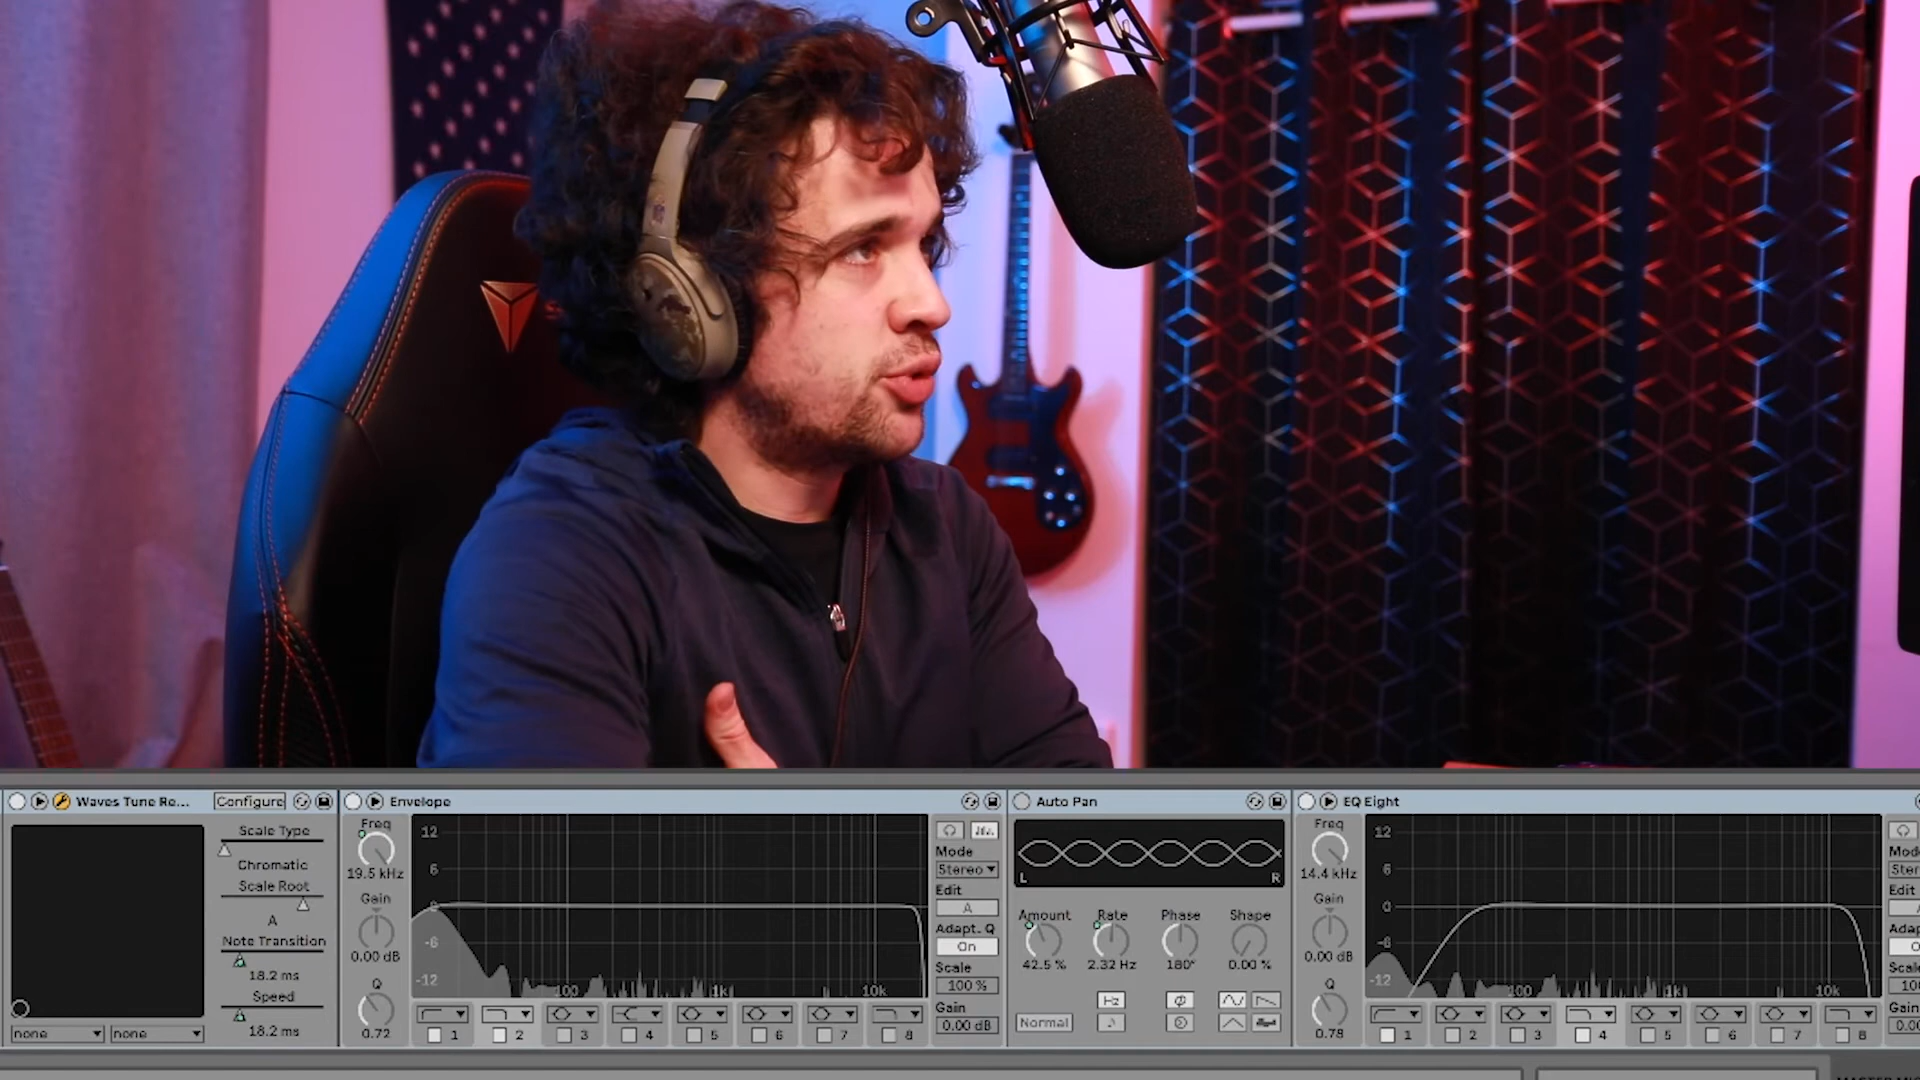 Waves Tune Re... Configure
Scale Type
Chromatic
Scale Root
A
Note Transition
18.2 ms
Speed
18.2 ms
none none
Envelope
Freq
19.5 kHz
Gain
0.00 dB
Q
0.72
12
6
0
-6
-12
100 1k 10k
1 2 3 4 5 6 7 8
Mode
Stereo
Edit
A
Adapt. Q
On
Scale
100 %
Gain
0.00 dB
Auto Pan
L R
Amount Rate Phase Shape
42.5 % 2.32 Hz 180° 0.00 %
Hz
Normal
EQ Eight
Freq
14.4 kHz
Gain
0.00 dB
Q
0.78
12
6
0
-6
-12
100 1k 10k
1 2 3 4 5 6 7 8
Edit
Gain